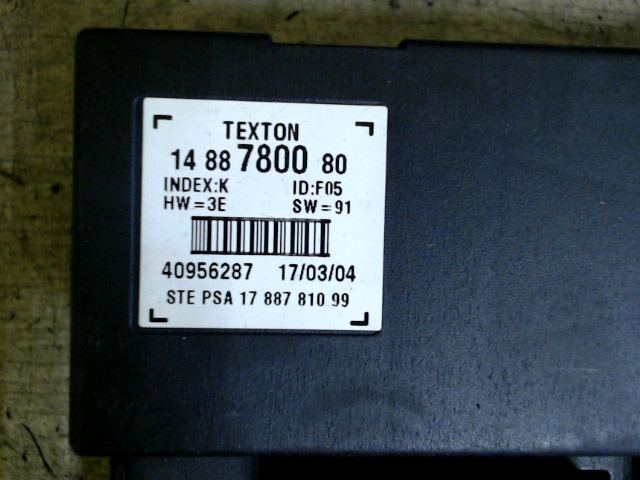 TEXTON
14 88 7800 80
INDEX:K ID:F05
HW=3E SW=91
40956287 17/03/04
STE PSA 17 887 810 99